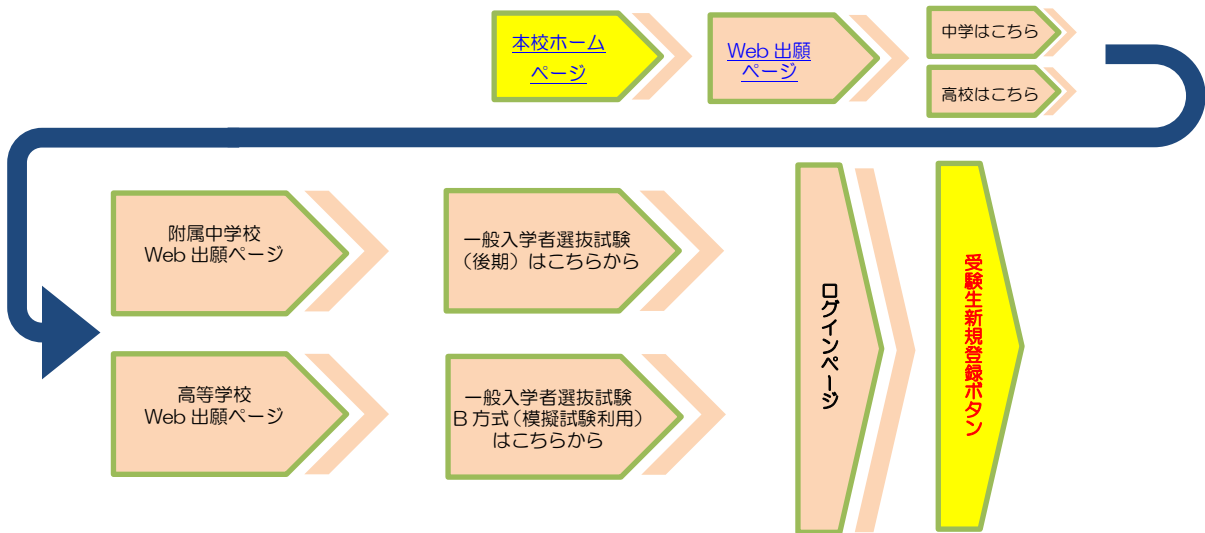 本校ホーム
ページ
Web 出願
ページ
中学はこちら
高校はこちら
附属中学校
Web 出願ページ
一般入学者選抜試験
（後期）はこちらから
高等学校
Web 出願ページ
一般入学者選抜試験
B 方式（模擬試験利用）
はこちらから
ログインページ
受験生新規登録ボタン